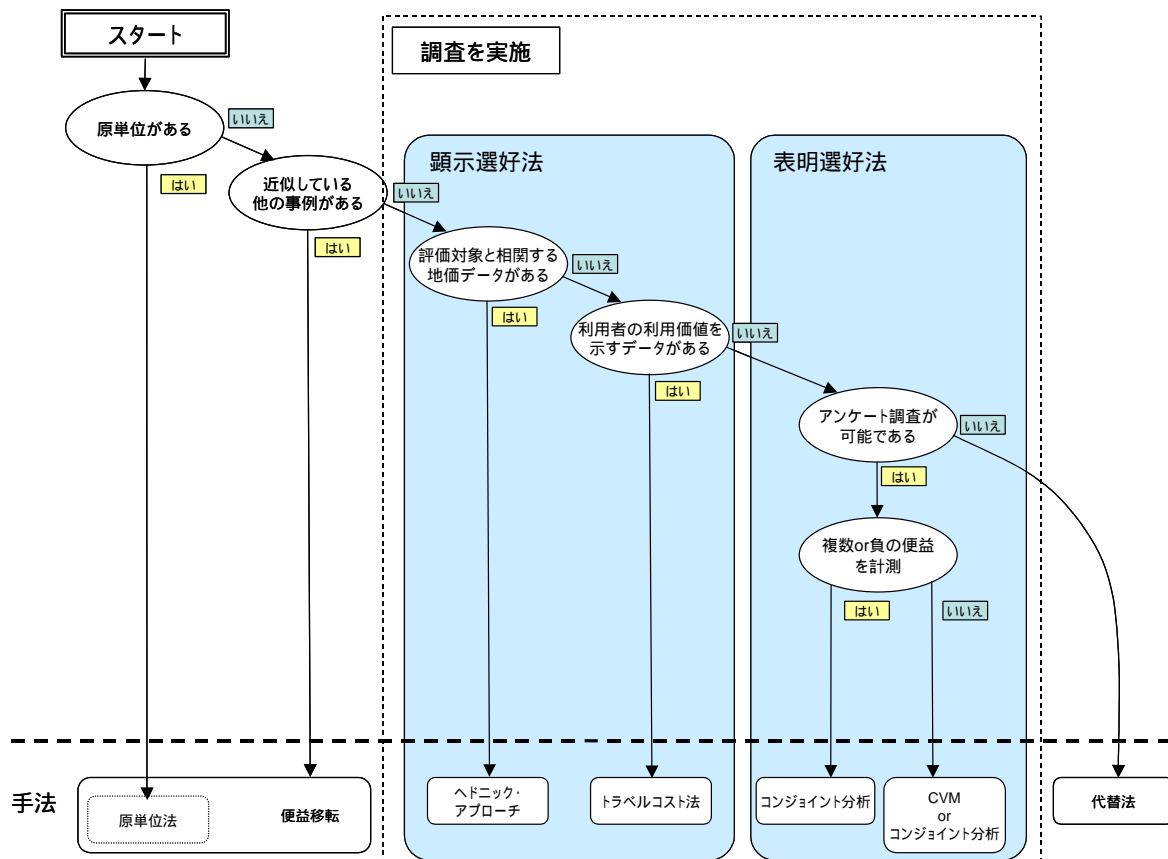 スタート
調査を実施
原単位がある
いいえ
はい
近似している
他の事例がある
いいえ
はい
顕示選好法
評価対象と相関する
地価データがある
いいえ
はい
利用者の利用価値を
示すデータがある
いいえ
はい
表明選好法
アンケート調査が
可能である
いいえ
はい
複数or負の便益
を計測
はい
いいえ
手法
原単位法
便益移転
ヘドニック・
アプローチ
トラベルコスト法
コンジョイント分析
CVM
or
コンジョイント分析
代替法